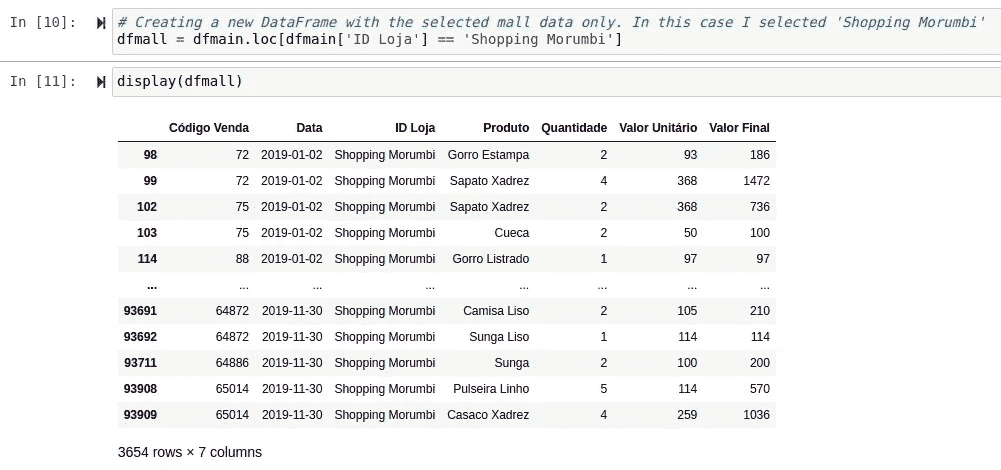 In [10]: # Creating a new DataFrame with the selected mall data only. In this case I selected 'Shopping Morumbi'
dfmall = dfmain.loc[dfmain['ID Loja'] == 'Shopping Morumbi']
In [11]: display(dfmall)
Código Venda Data ID Loja Produto Quantidade Valor Unitário Valor Final
98 72 2019-01-02 Shopping Morumbi Gorro Estampa 2 93 186
99 72 2019-01-02 Shopping Morumbi Sapato Xadrez 4 368 1472
102 75 2019-01-02 Shopping Morumbi Sapato Xadrez 2 368 736
103 75 2019-01-02 Shopping Morumbi Cueca 2 50 100
114 88 2019-01-02 Shopping Morumbi Gorro Listrado 1 97 97
... ... ... ... ... ... ... ...
93691 64872 2019-11-30 Shopping Morumbi Camisa Liso 2 105 210
93692 64872 2019-11-30 Shopping Morumbi Sunga Liso 1 114 114
93711 64886 2019-11-30 Shopping Morumbi Sunga 2 100 200
93908 65014 2019-11-30 Shopping Morumbi Pulseira Linho 5 114 570
93909 65014 2019-11-30 Shopping Morumbi Casaco Xadrez 4 259 1036
3654 rows × 7 columns